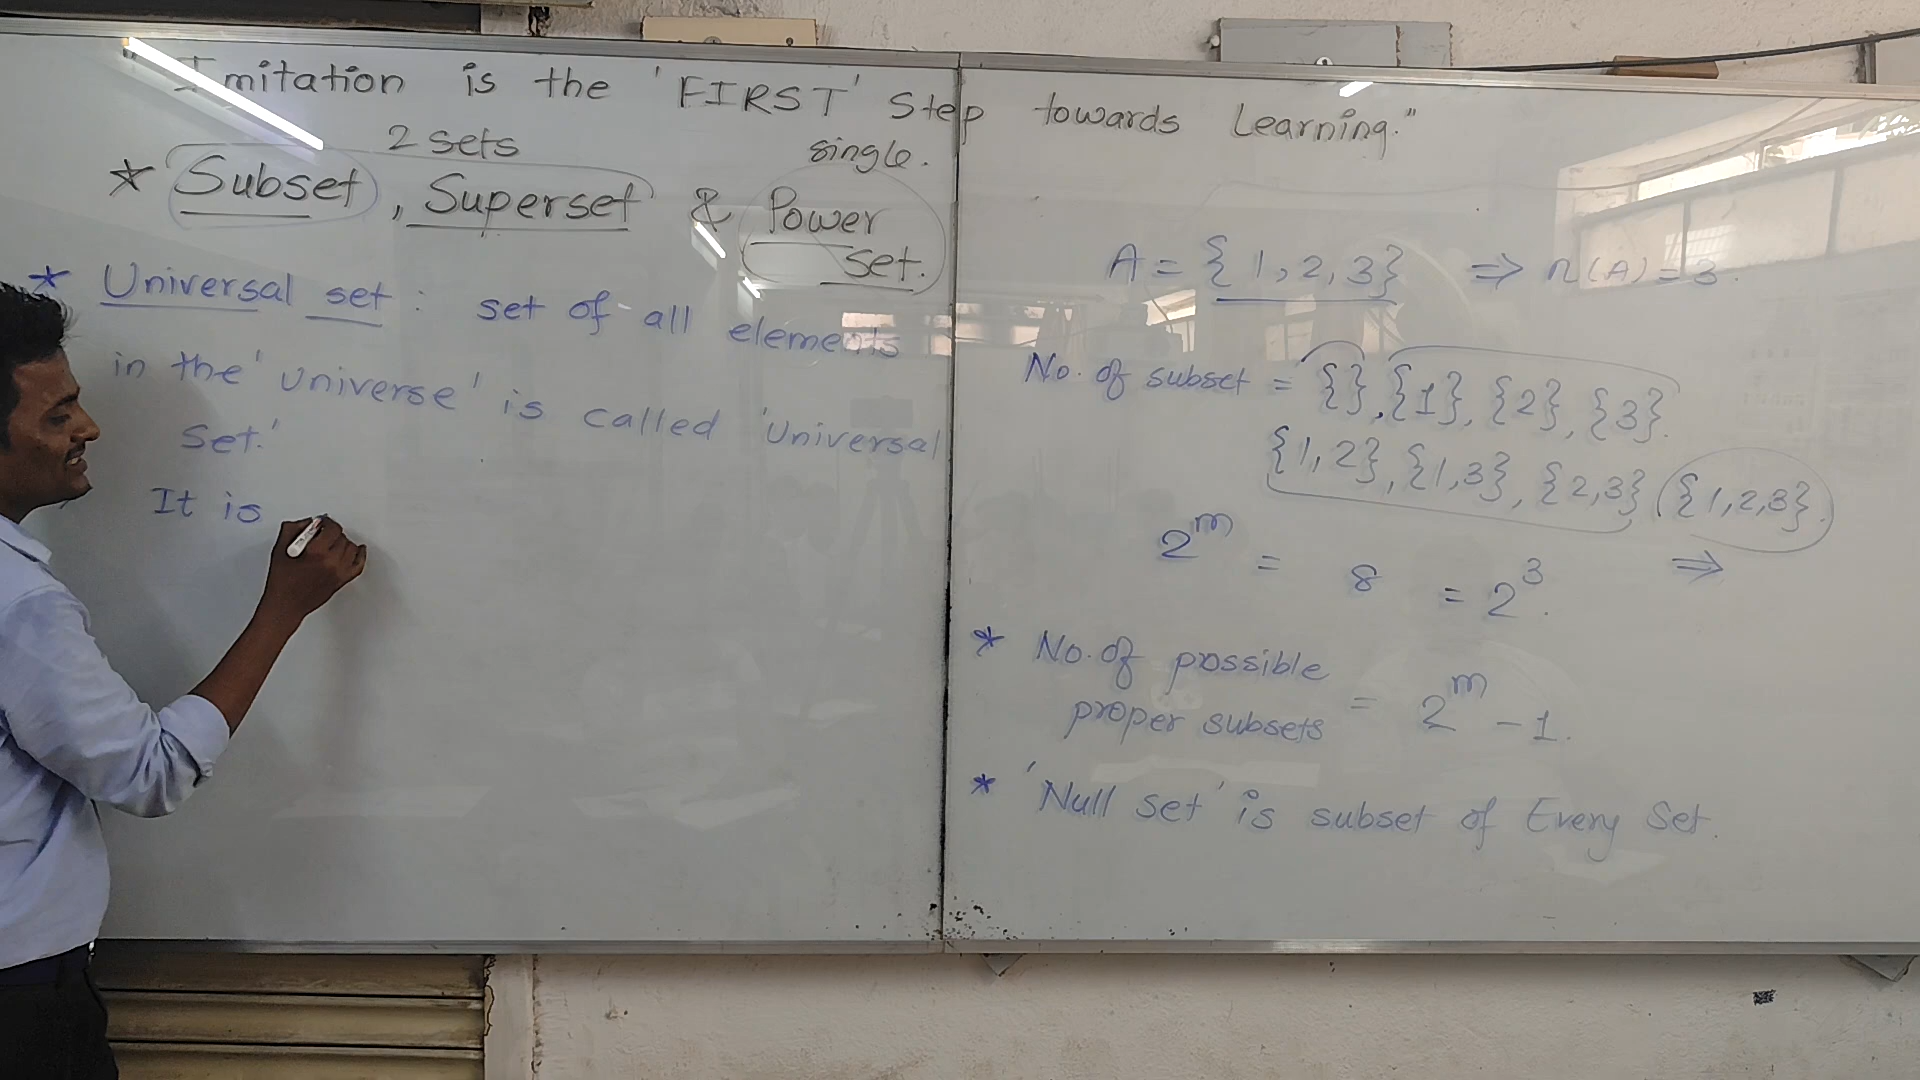 "Imitation is the 'FIRST' Step towards Learning."
2 sets single.
* Subset, Superset & Power set.
* Universal set : set of all elements
in the 'universe' is called 'Universal
set.'
It is
A = { 1, 2, 3 } ⇒ n(A) = 3.
No. of subset = { }, {1}, {2}, {3}.
{1, 2}, {1, 3}, {2, 3} {1, 2, 3}.
2^m = 8 = 2^3. ⇒
* No. of possible
proper subsets = 2^m - 1.
* 'Null set' is subset of Every Set.